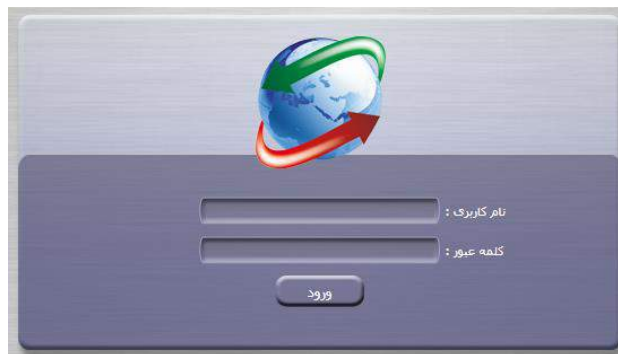 نام کاربری :
کلمه عبور :
ورود